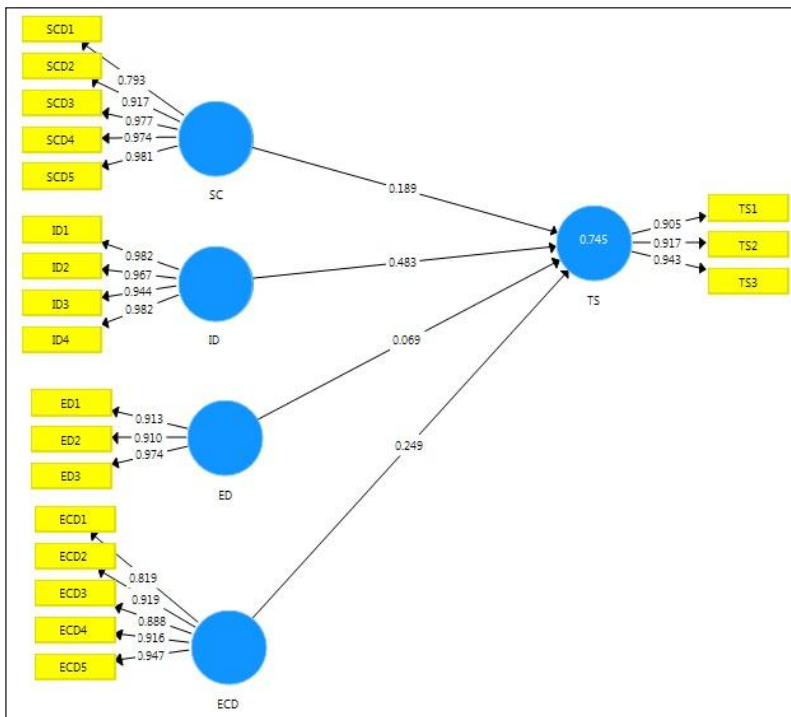 SCD1
SCD2
SCD3
SCD4
SCD5
0.793
0.917
0.977
0.974
0.981
SC
0.189
ID1
ID2
ID3
ID4
0.982
0.967
0.944
0.982
ID
0.483
ED1
ED2
ED3
0.913
0.910
0.974
ED
0.069
ECD1
ECD2
ECD3
ECD4
ECD5
0.819
0.919
0.888
0.916
0.947
ECD
0.249
0.745
TS
0.905
0.917
0.943
TS1
TS2
TS3